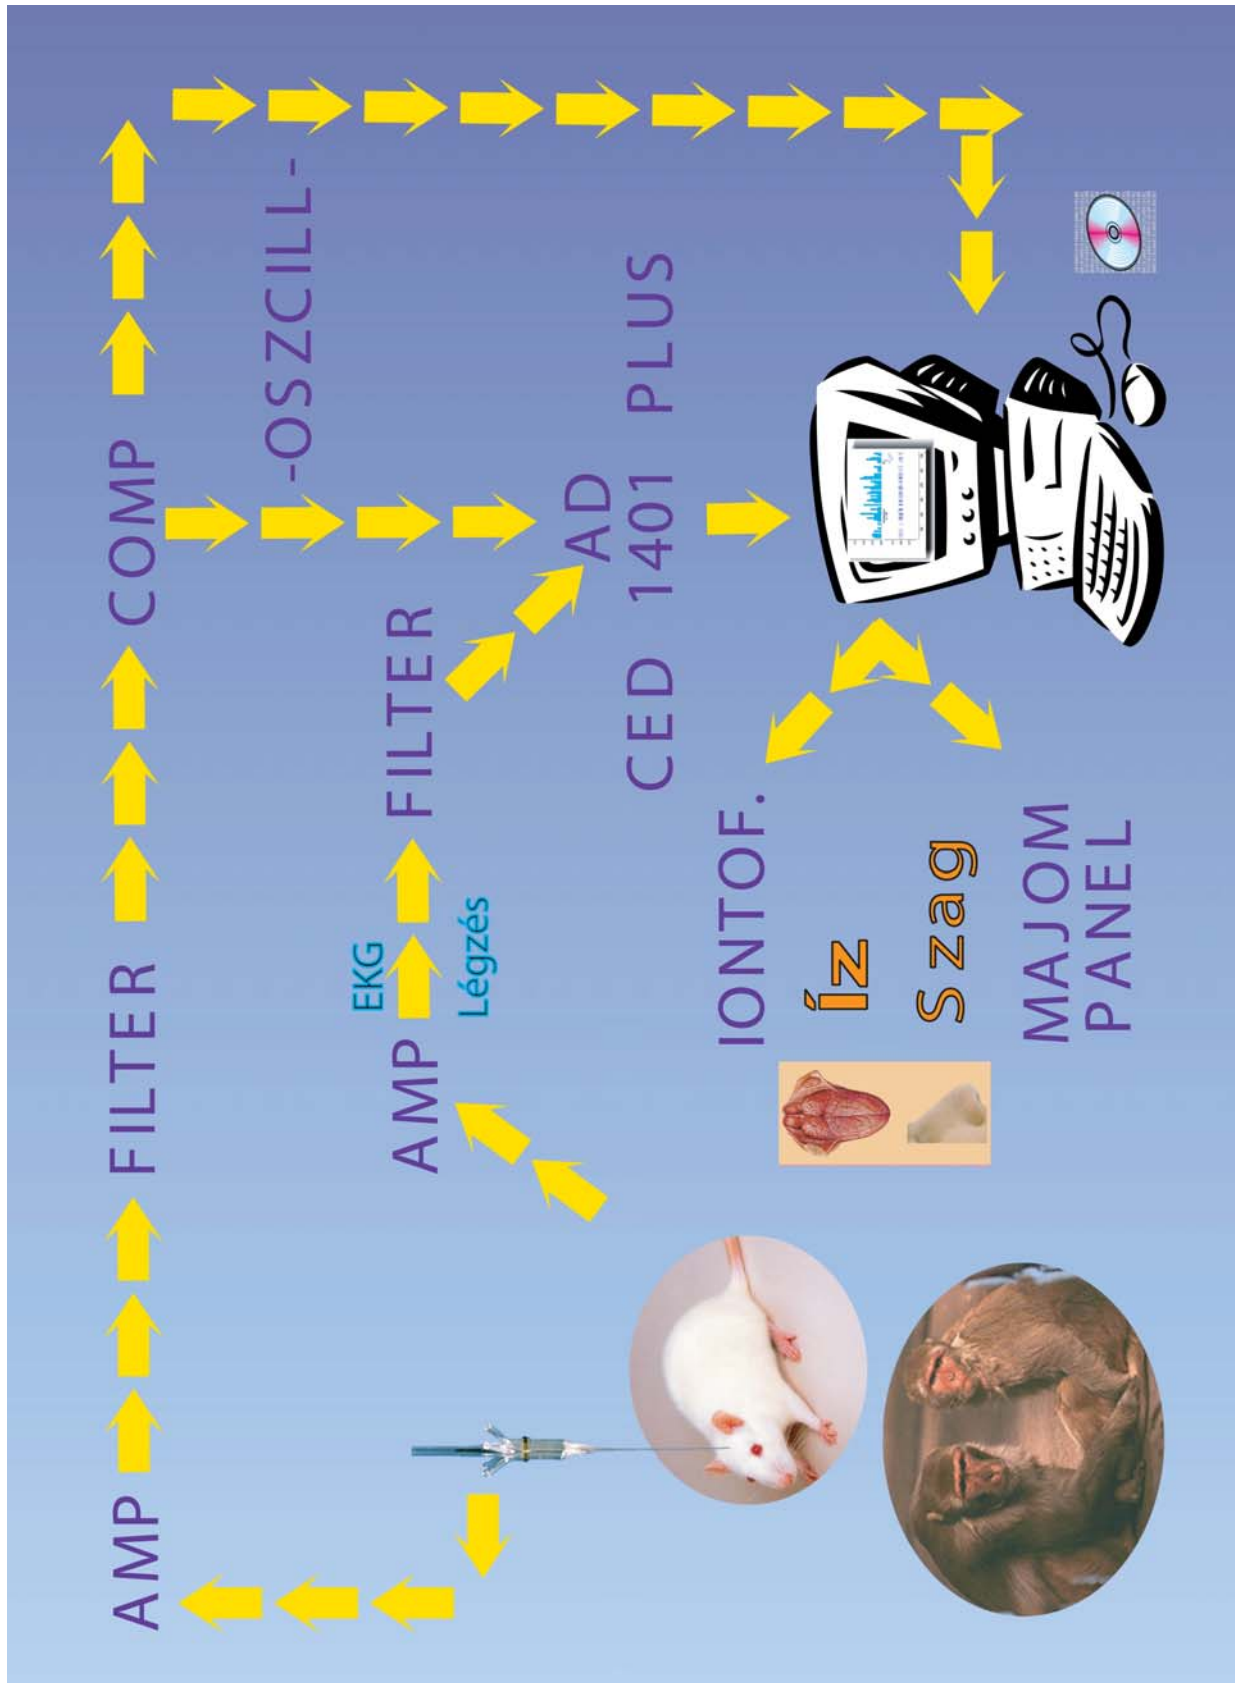 AMP FILTER COMP
-OSZCILL-
EKG
AMP FILTER
Légzés
AD
CED 1401 PLUS
IONTOF.
Íz
Szag
MAJOM
PANEL